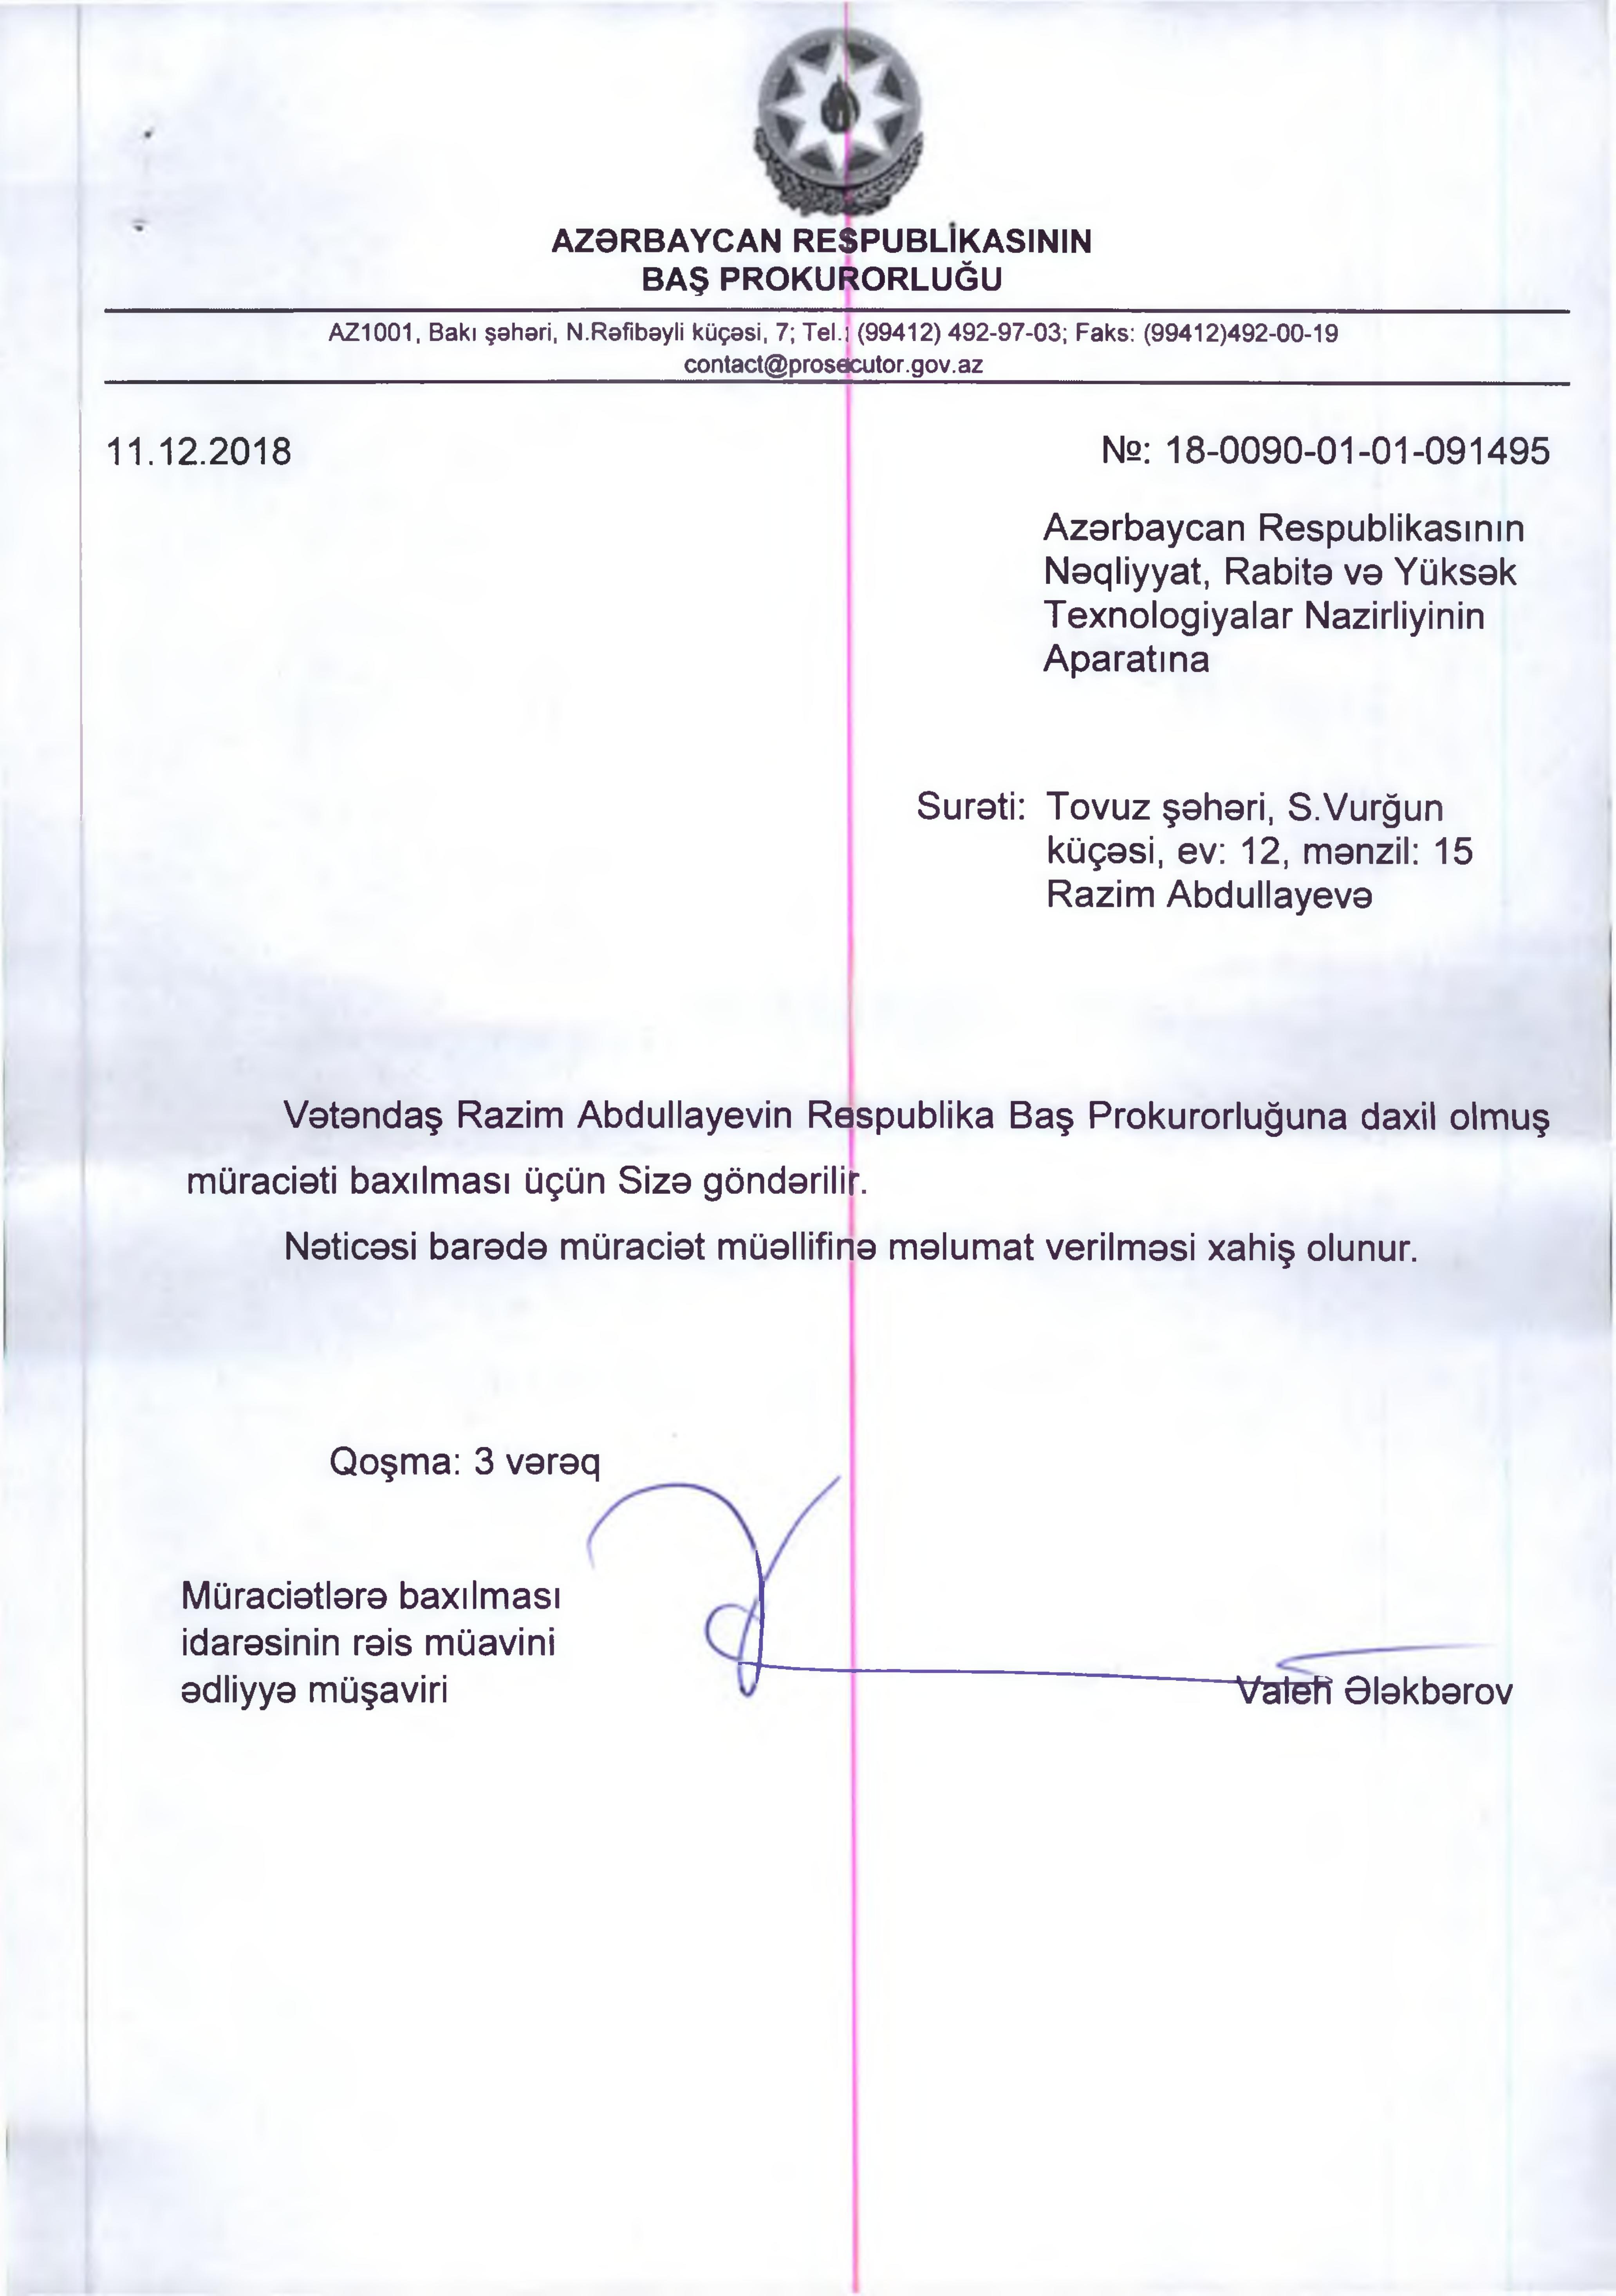 AZƏRBAYCAN RESPUBLİKASININ
BAŞ PROKURORLUĞU
AZ1001, Bakı şəhəri, N.Rəfibəyli küçəsi, 7; Tel.: (99412) 492-97-03; Faks: (99412)492-00-19
contact@prosecutor.gov.az
11.12.2018
№: 18-0090-01-01-091495
Azərbaycan Respublikasının
Nəqliyyat, Rabitə və Yüksək
Texnologiyalar Nazirliyinin
Aparatına
Surəti: Tovuz şəhəri, S.Vurğun
küçəsi, ev: 12, mənzil: 15
Razim Abdullayevə
Vətəndaş Razim Abdullayevin Respublika Baş Prokurorluğuna daxil olmuş
müraciəti baxılması üçün Sizə göndərilir.
Nəticəsi barədə müraciət müəllifinə məlumat verilməsi xahiş olunur.
Qoşma: 3 vərəq
Müraciətlərə baxılması
idarəsinin rəis müavini
ədliyyə müşaviri
Valeh Ələkbərov